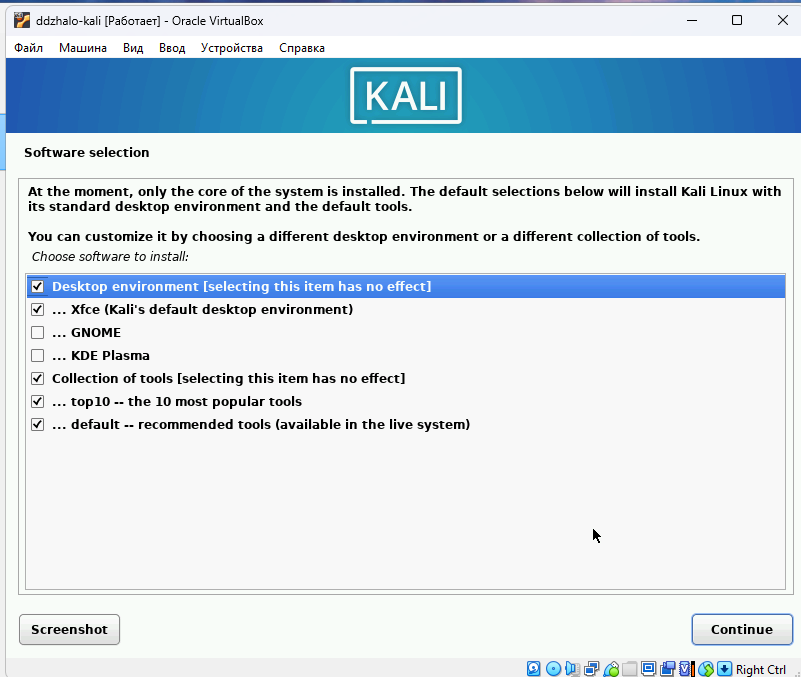 ddzhalo-kali [Работает] - Oracle VirtualBox
Файл Машина Вид Ввод Устройства Справка
KALI
Software selection
At the moment, only the core of the system is installed. The default selections below will install Kali Linux with
its standard desktop environment and the default tools.
You can customize it by choosing a different desktop environment or a different collection of tools.
Choose software to install:
Desktop environment [selecting this item has no effect]
... Xfce (Kali's default desktop environment)
... GNOME
... KDE Plasma
Collection of tools [selecting this item has no effect]
... top10 -- the 10 most popular tools
... default -- recommended tools (available in the live system)
Screenshot
Continue
Right Ctrl